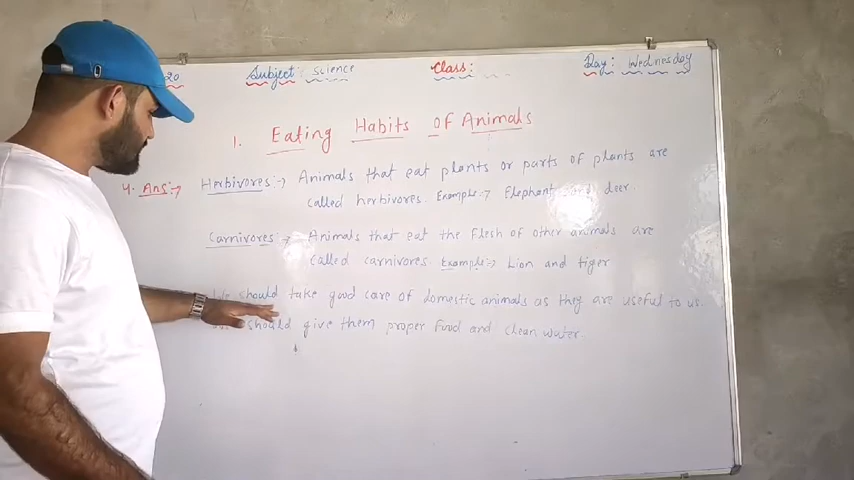 20 Subject: science Class: Day: Wednesday
1. Eating Habits of Animals
4. Ans:→ Herbivores:→ Animals that eat plants or parts of plants are
called herbivores. Example:→ Elephant and deer.
Carnivores:→ Animals that eat the flesh of other animals are
called carnivores Example:→ Lion and tiger
We should take good care of domestic animals as they are useful to us.
should give them proper food and clean water.